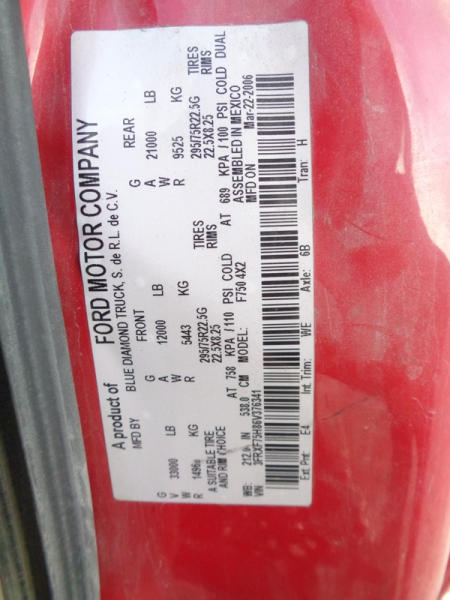 A product of
FORD MOTOR COMPANY
BLUE DIAMOND TRUCK, S. de R.L. de C.V.
FRONT REAR
G 33000 LB G 12000 LB G 21000 LB
V A A
W W W
R KG R 5443 KG R 9525 KG
A SUITABLE TIRE 295/75R22.5G TIRES 295/75R22.5G TIRES
AND RIM CHOICE 22.5X8.25 RIMS 22.5X8.25 RIMS
AT 758 KPA / 110 PSI COLD AT 689 KPA / 100 PSI COLD DUAL
WB: 212.0 IN 538.0 CM MODEL: F750 4X2 ASSEMBLED IN MEXICO
VIN 3FRXF75H86V376341 MFD ON Mar-22-2006
Ext. Pnt: E4 Int. Trim: WE Axle: 6B Tran: H